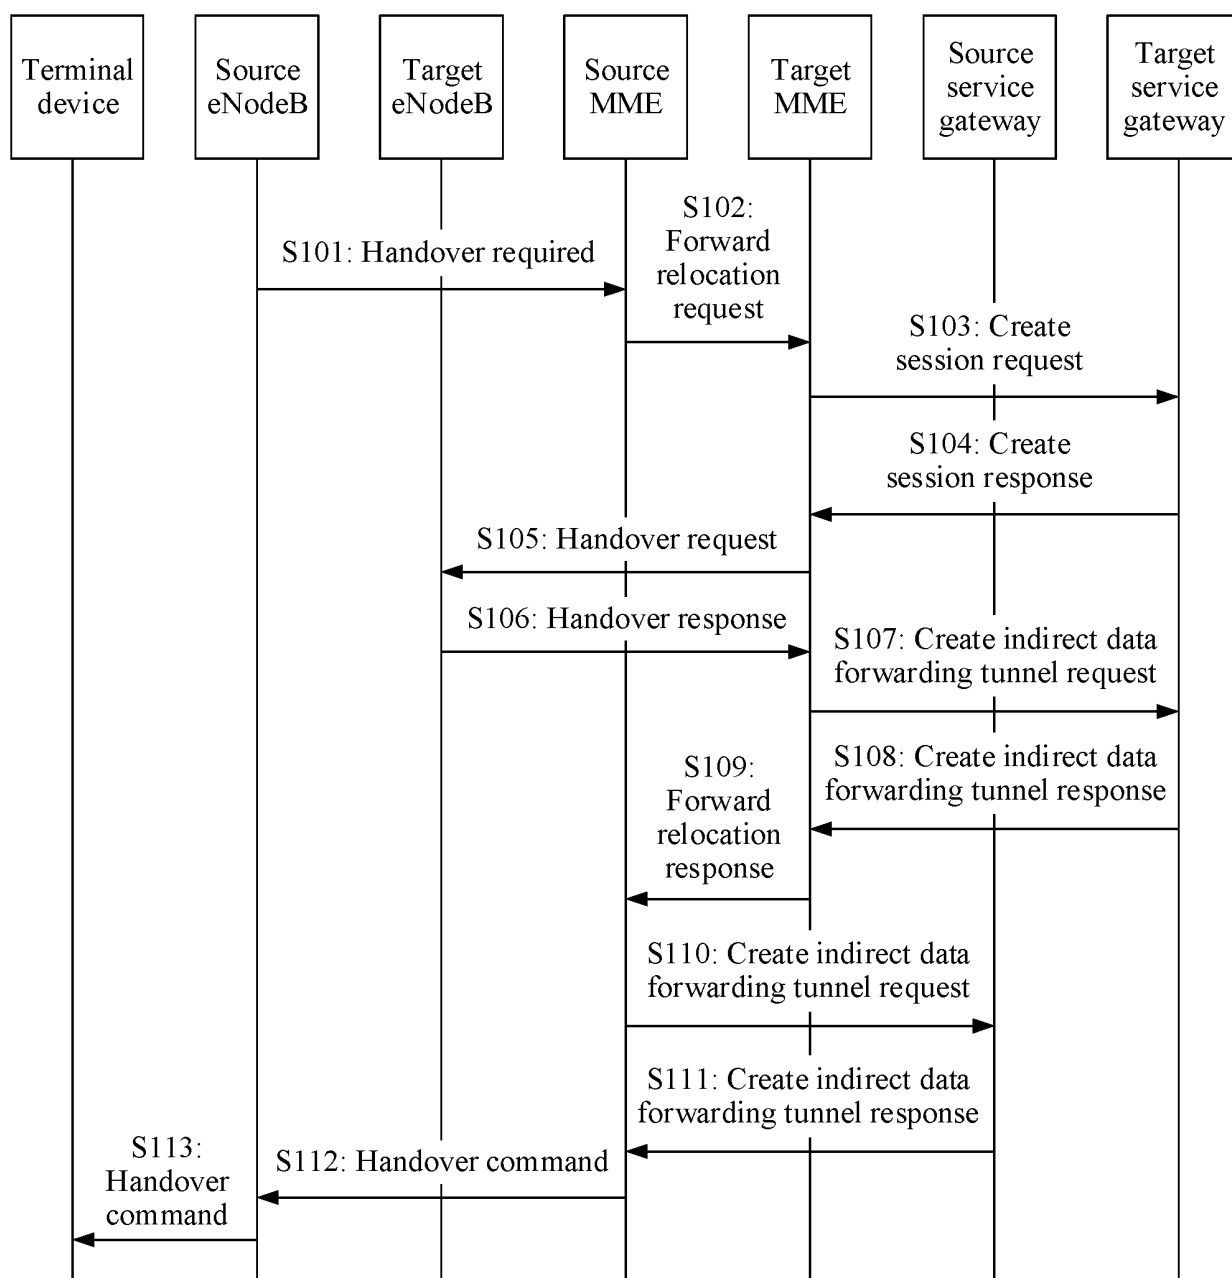 Terminal
device
Source
eNodeB
Target
eNodeB
Source
MME
Target
MME
Source
service
gateway
Target
service
gateway
S101: Handover required
S102:
Forward
relocation
request
S103: Create
session request
S104: Create
session response
S105: Handover request
S106: Handover response
S107: Create indirect data
forwarding tunnel request
S108: Create indirect data
forwarding tunnel response
S109:
Forward
relocation
response
S110: Create indirect data
forwarding tunnel request
S111: Create indirect data
forwarding tunnel response
S112: Handover command
S113:
Handover
command